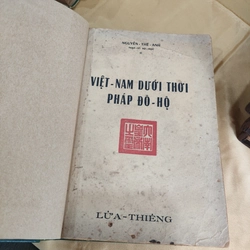 NGUYỄN-THẾ-ANH
VIỆT-NAM DƯỚI THỜI
PHÁP ĐÔ-HỘ
LỬA-THIÊNG